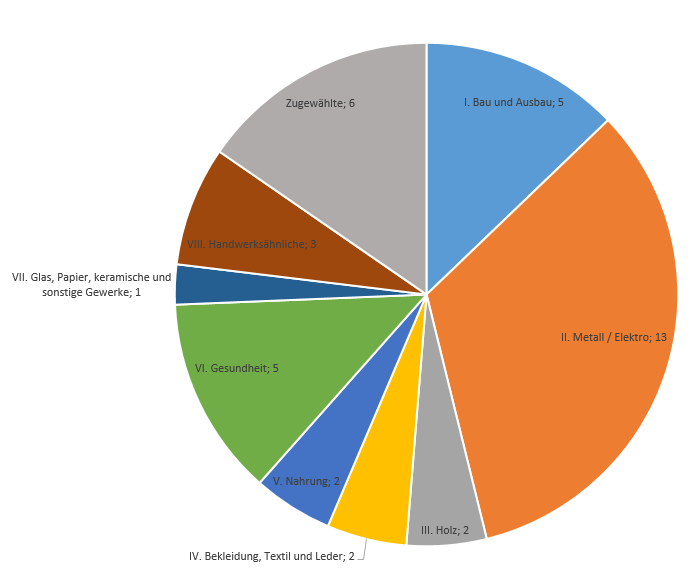 Zugewählte; 6
I. Bau und Ausbau; 5
VIII. Handwerksähnliche; 3
VII. Glas, Papier, keramische und
sonstige Gewerke; 1
II. Metall / Elektro; 13
VI. Gesundheit; 5
V. Nahrung; 2
III. Holz; 2
IV. Bekleidung, Textil und Leder; 2